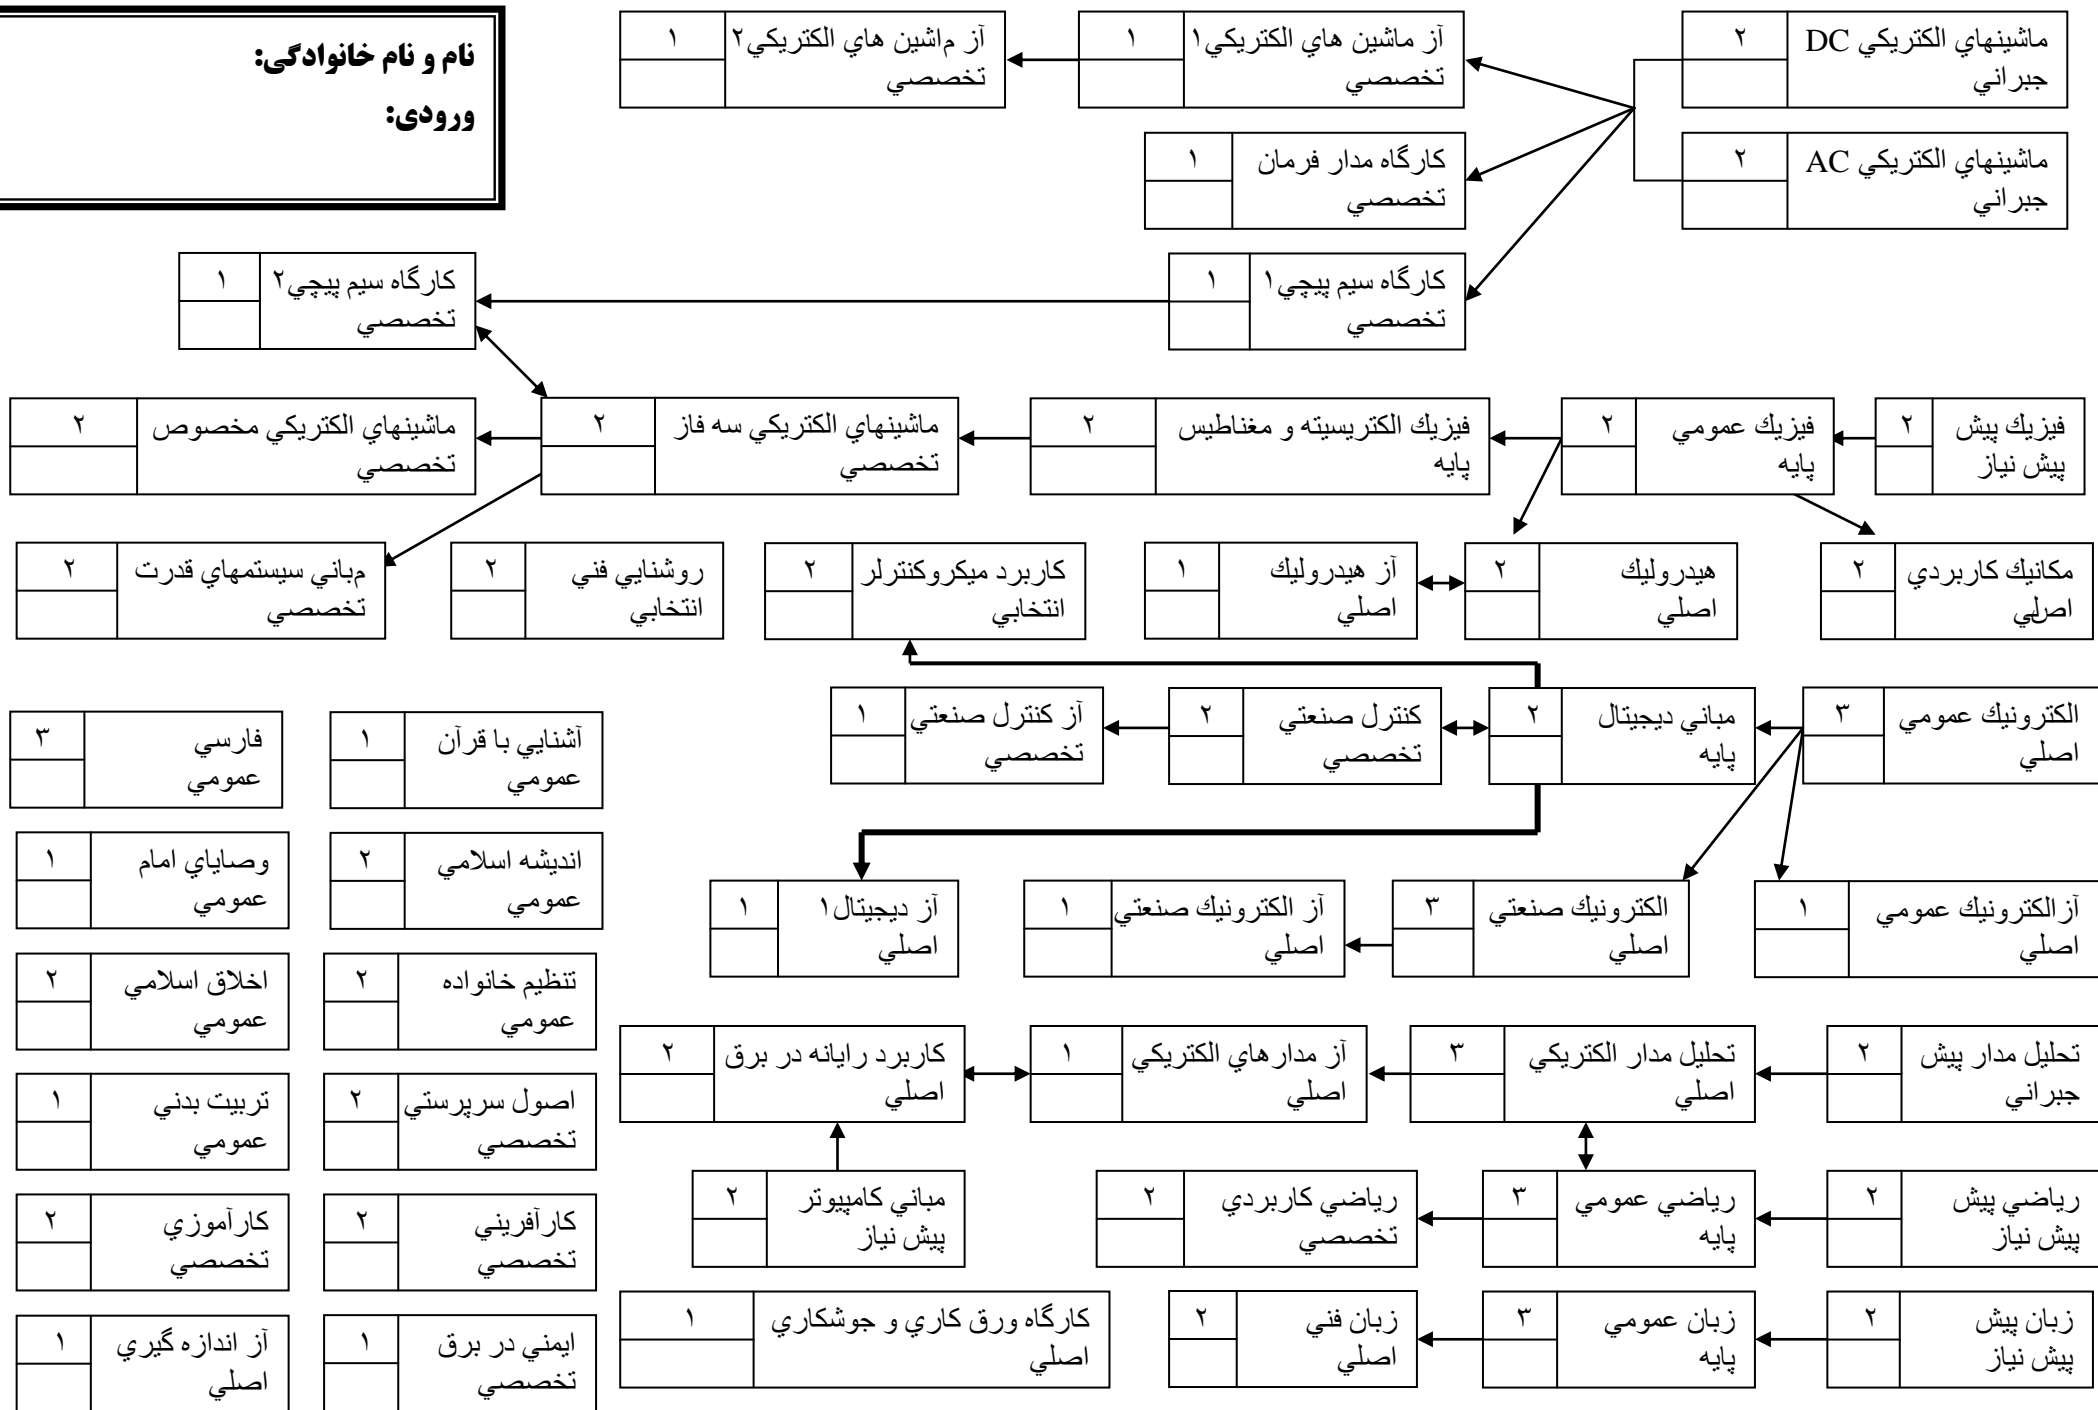 نام و نام خانوادگی:
ورودی:
ماشينهاي الكتريكي DC
جبراني
۲
آز ماشين هاي الكتريكي۱
تخصصي
۱
آز ماشين هاي الكتريكي۲
تخصصي
۱
ماشينهاي الكتريكي AC
جبراني
۲
كارگاه مدار فرمان
تخصصي
۱
كارگاه سيم پيچي۱
تخصصي
۱
كارگاه سيم پيچي۲
تخصصي
۱
فيزيك پيش
پيش نياز
۲
فيزيك عمومي
پايه
۲
فيزيك الكتريسيته و مغناطيس
پايه
۲
ماشينهاي الكتريكي سه فاز
تخصصي
۲
ماشينهاي الكتريكي مخصوص
تخصصي
۲
مكانيك كاربردي
اصلي
۲
هيدروليك
اصلي
۲
آز هيدروليك
اصلي
۱
كاربرد ميكروكنترلر
انتخابي
۲
روشنايي فني
انتخابي
۲
مباني سيستمهاي قدرت
تخصصي
۲
الكترونيك عمومي
اصلي
۳
مباني ديجيتال
پايه
۲
كنترل صنعتي
تخصصي
۲
آز كنترل صنعتي
تخصصي
۱
آشنايي با قرآن
عمومي
۱
فارسي
عمومي
۳
اندیشه اسلامي
عمومي
۲
وصاياي امام
عمومي
۱
آزالكترونيك عمومي
اصلي
۱
الكترونيك صنعتي
اصلي
۳
آز الكترونيك صنعتي
اصلي
۱
آز ديجيتال۱
اصلي
۱
تنظيم خانواده
عمومي
۲
اخلاق اسلامي
عمومي
۲
تحليل مدار پيش
جبراني
۲
تحليل مدار الكتريكي
اصلي
۳
آز مدارهاي الكتريكي
اصلي
۱
كاربرد رايانه در برق
اصلي
۲
اصول سرپرستي
تخصصي
۲
تربيت بدني
عمومي
۱
رياضي پيش
پيش نياز
۲
رياضي عمومي
پايه
۳
رياضي كاربردي
تخصصي
۲
مباني كامپيوتر
پيش نياز
۲
كارآفريني
تخصصي
۲
كارآموزي
تخصصي
۲
زبان پيش
پيش نياز
۲
زبان عمومي
پايه
۳
زبان فني
اصلي
۲
كارگاه ورق كاري و جوشكاري
اصلي
۱
ايمني در برق
تخصصي
۱
آز اندازه گيري
اصلي
۱